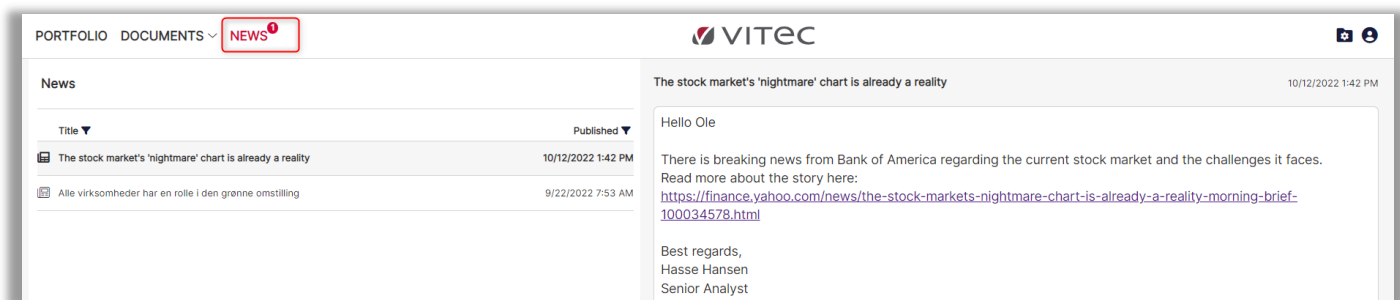 PORTFOLIO DOCUMENTS NEWS 1
VITEC
News
Title Published
The stock market's 'nightmare' chart is already a reality 10/12/2022 1:42 PM
Alle virksomheder har en rolle i den grønne omstilling 9/22/2022 7:53 AM
The stock market's 'nightmare' chart is already a reality 10/12/2022 1:42 PM
Hello Ole
There is breaking news from Bank of America regarding the current stock market and the challenges it faces.
Read more about the story here:
https://finance.yahoo.com/news/the-stock-markets-nightmare-chart-is-already-a-reality-morning-brief-
100034578.html
Best regards,
Hasse Hansen
Senior Analyst